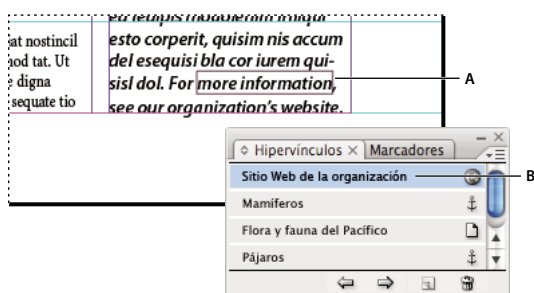 at nostincil
od tat. Ut
digna
sequate tio
esto corperit, quisim nis accum
del esequisi bla cor iurem qui-
sisl dol. For more information,
see our organization's website.
A
Hipervínculos
Marcadores
Sitio Web de la organización
B
Mamíferos
Flora y fauna del Pacífico
Pájaros